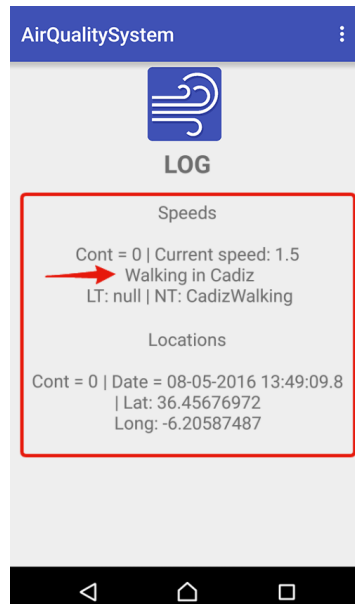 AirQualitySystem
LOG
Speeds
Cont = 0 | Current speed: 1.5
Walking in Cadiz
LT: null | NT: CadizWalking
Locations
Cont = 0 | Date = 08-05-2016 13:49:09.8
| Lat: 36.45676972
Long: -6.20587487